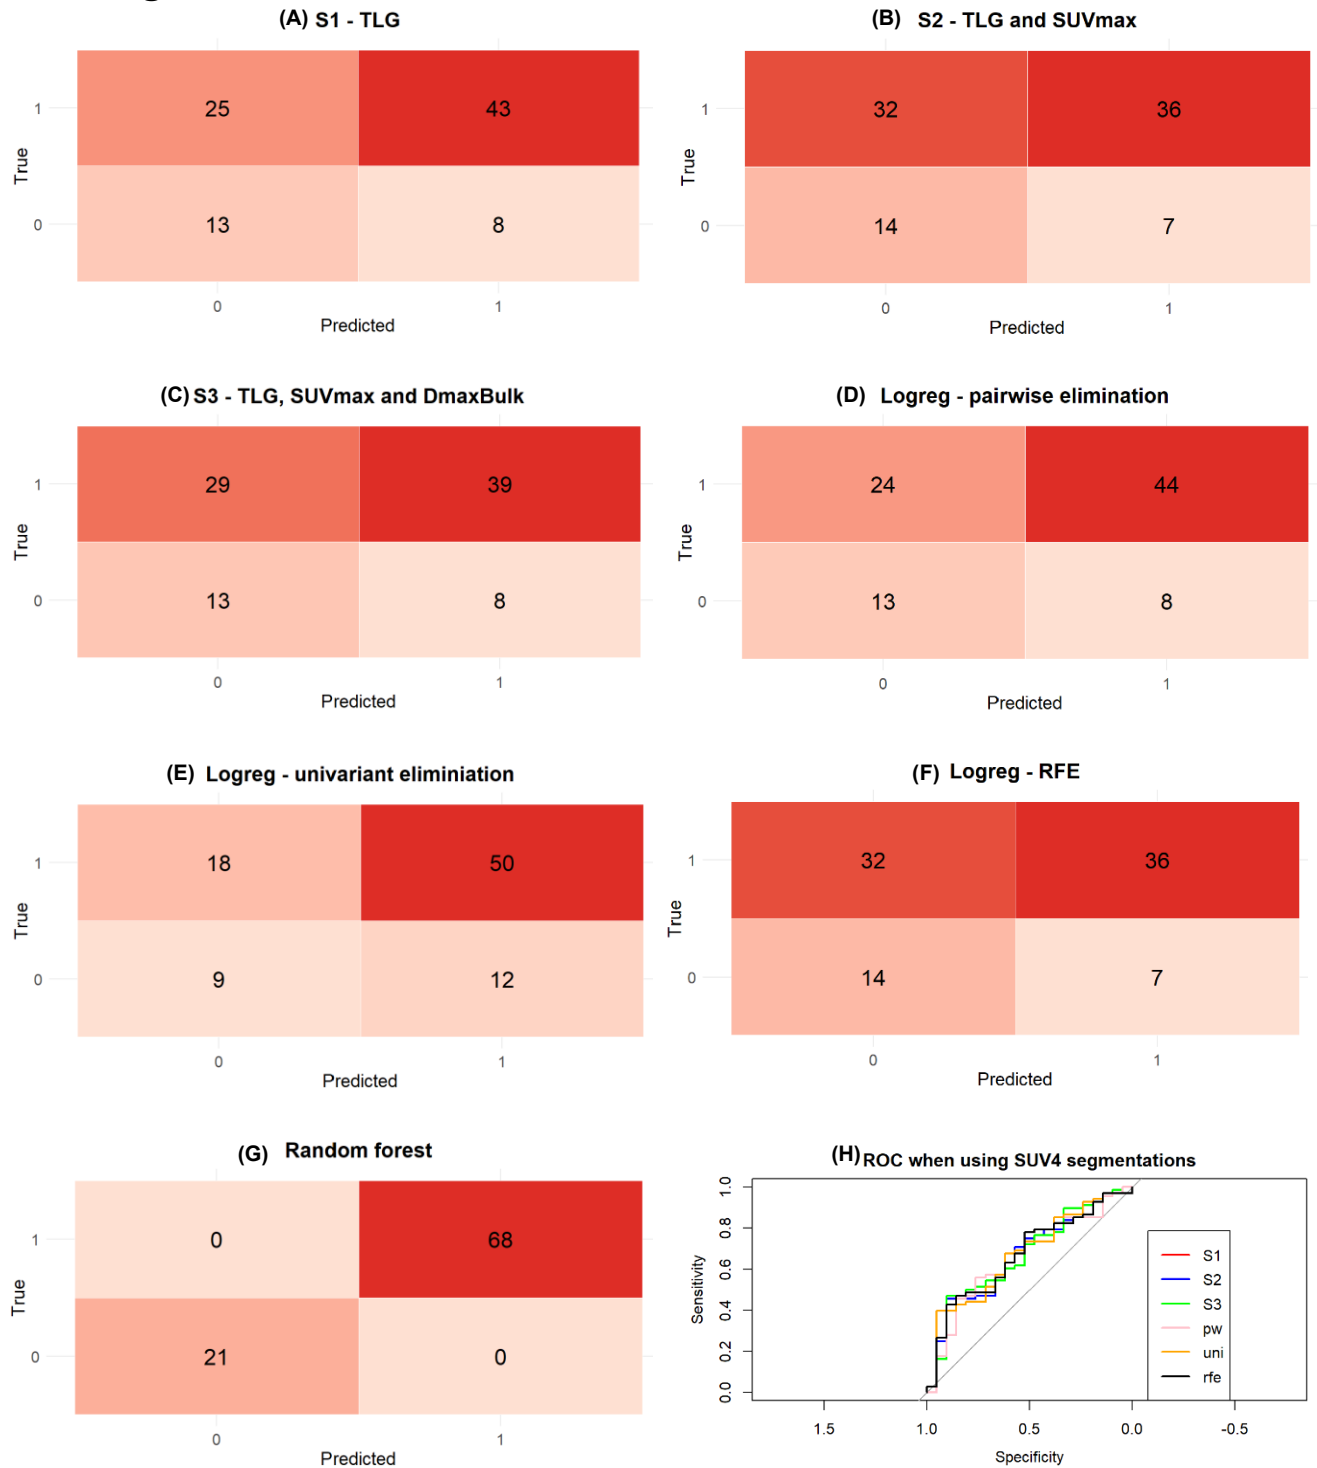 (A) S1 - TLG
1
25
43
True
0
13
8
0
1
Predicted
(B) S2 - TLG and SUVmax
1
32
36
True
0
14
7
0
1
Predicted
(C) S3 - TLG, SUVmax and DmaxBulk
1
29
39
True
0
13
8
0
1
Predicted
(D) Logreg - pairwise elimination
1
24
44
True
0
13
8
0
1
Predicted
(E) Logreg - univariant eliminiation
1
18
50
True
0
9
12
0
1
Predicted
(F) Logreg - RFE
1
32
36
True
0
14
7
0
1
Predicted
(G) Random forest
1
0
68
True
0
21
0
0
1
Predicted
(H) ROC when using SUV4 segmentations
1.0
0.8
0.6
0.4
0.2
0.0
Sensitivity
S1
S2
S3
pw
uni
rfe
1.5
1.0
0.5
0.0
-0.5
Specificity